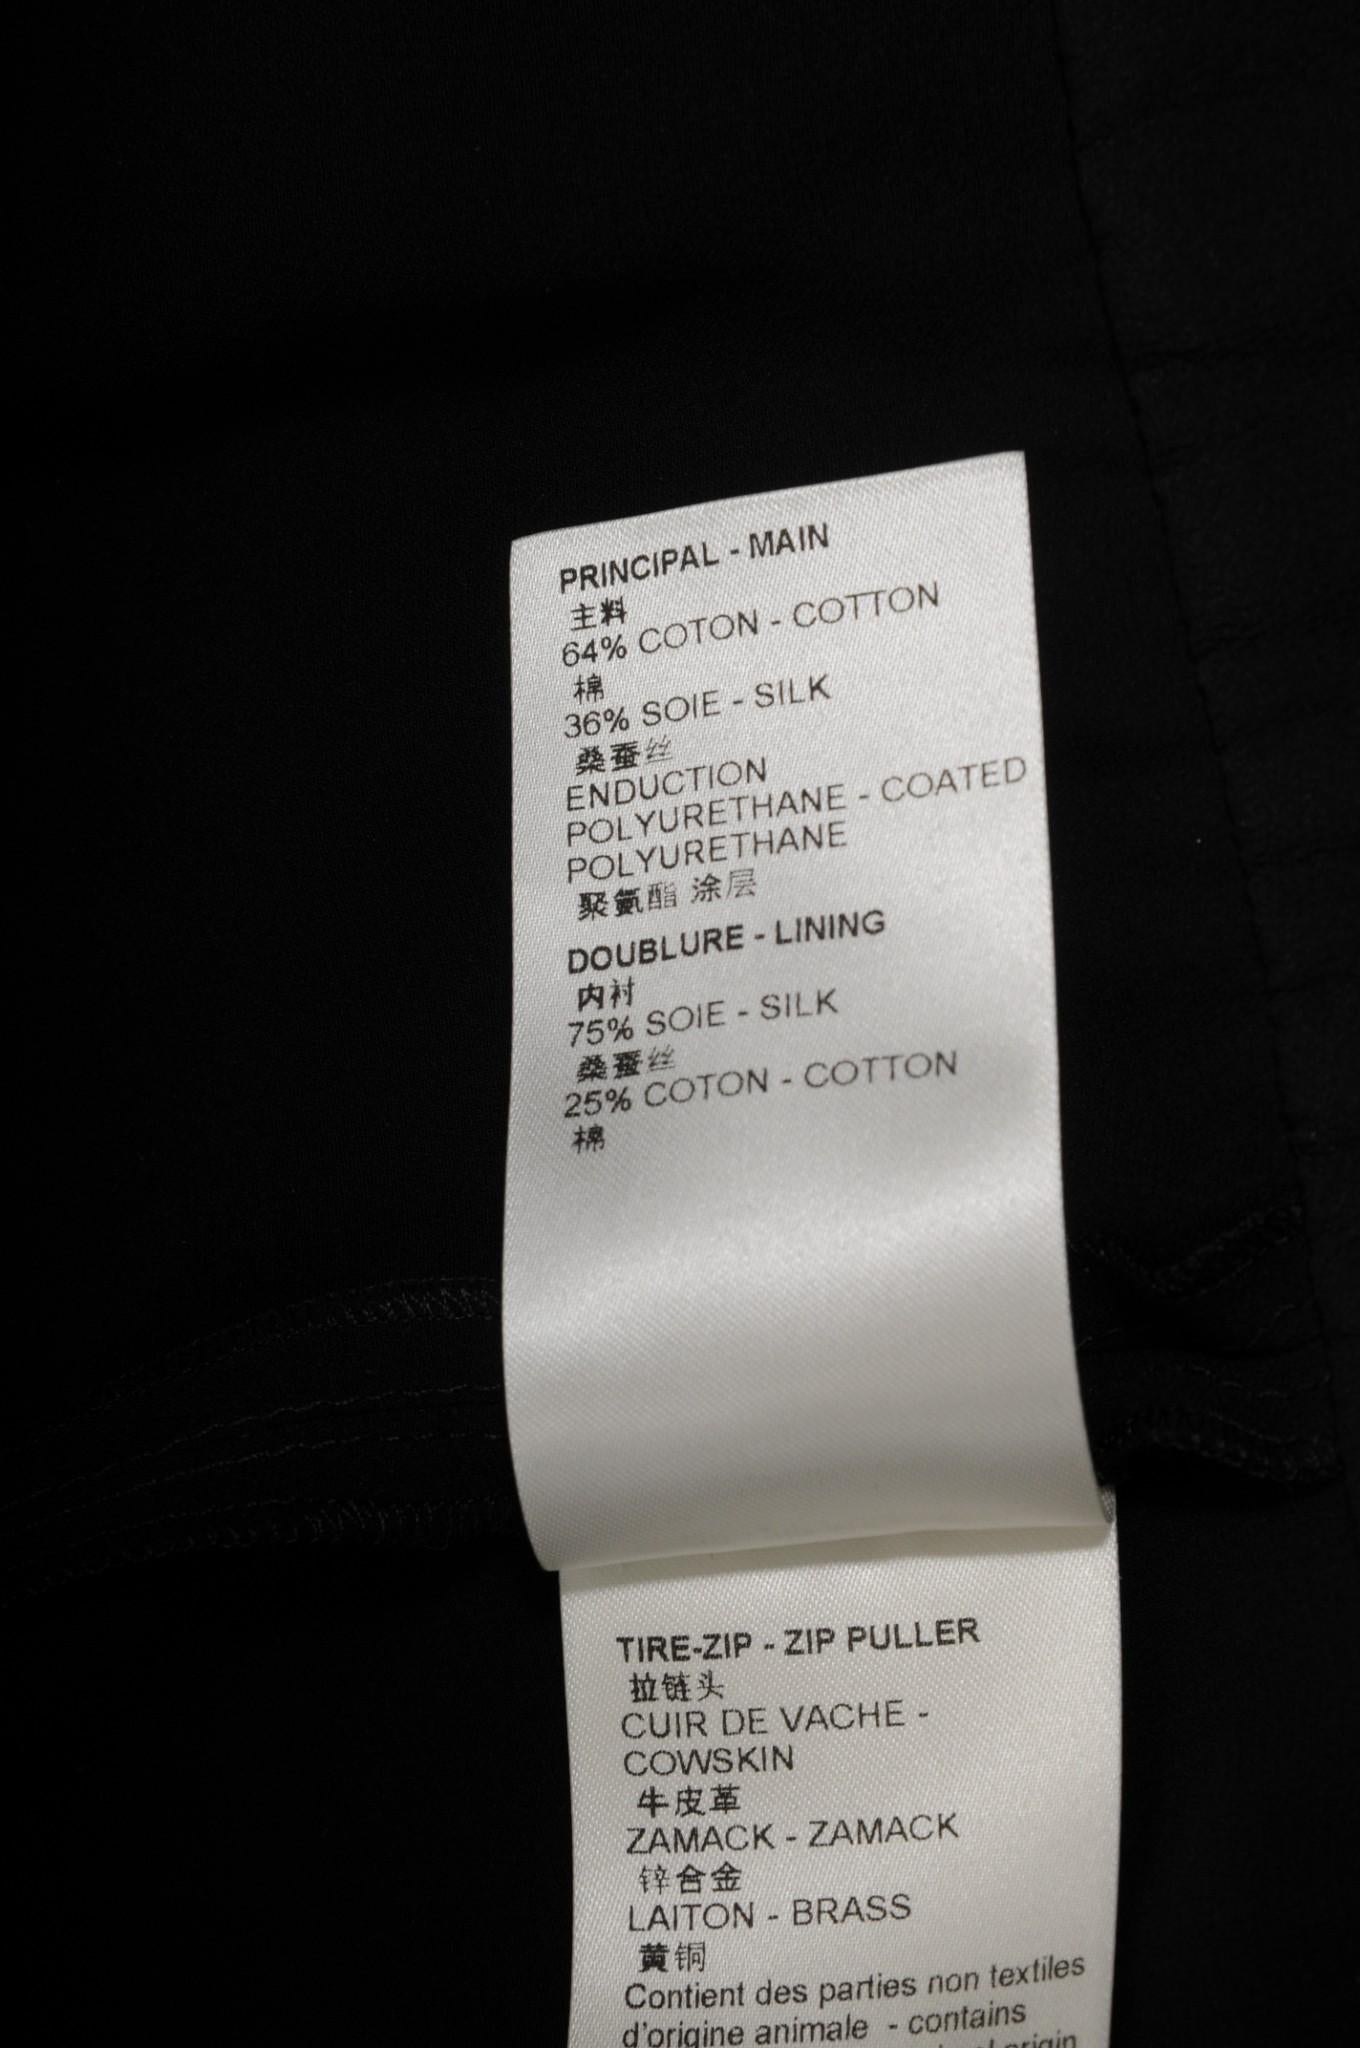 PRINCIPAL - MAIN
主料
64% COTON - COTTON
棉
36% SOIE - SILK
桑蚕丝
ENDUCTION
POLYURETHANE - COATED
POLYURETHANE
聚氨酯 涂层
DOUBLURE - LINING
内衬
75% SOIE - SILK
桑蚕丝
25% COTON - COTTON
棉
TIRE-ZIP - ZIP PULLER
拉链头
CUIR DE VACHE -
COWSKIN
牛皮革
ZAMACK - ZAMACK
锌合金
LAITON - BRASS
黄铜
Contient des parties non textiles
d'origine animale - contains
origin